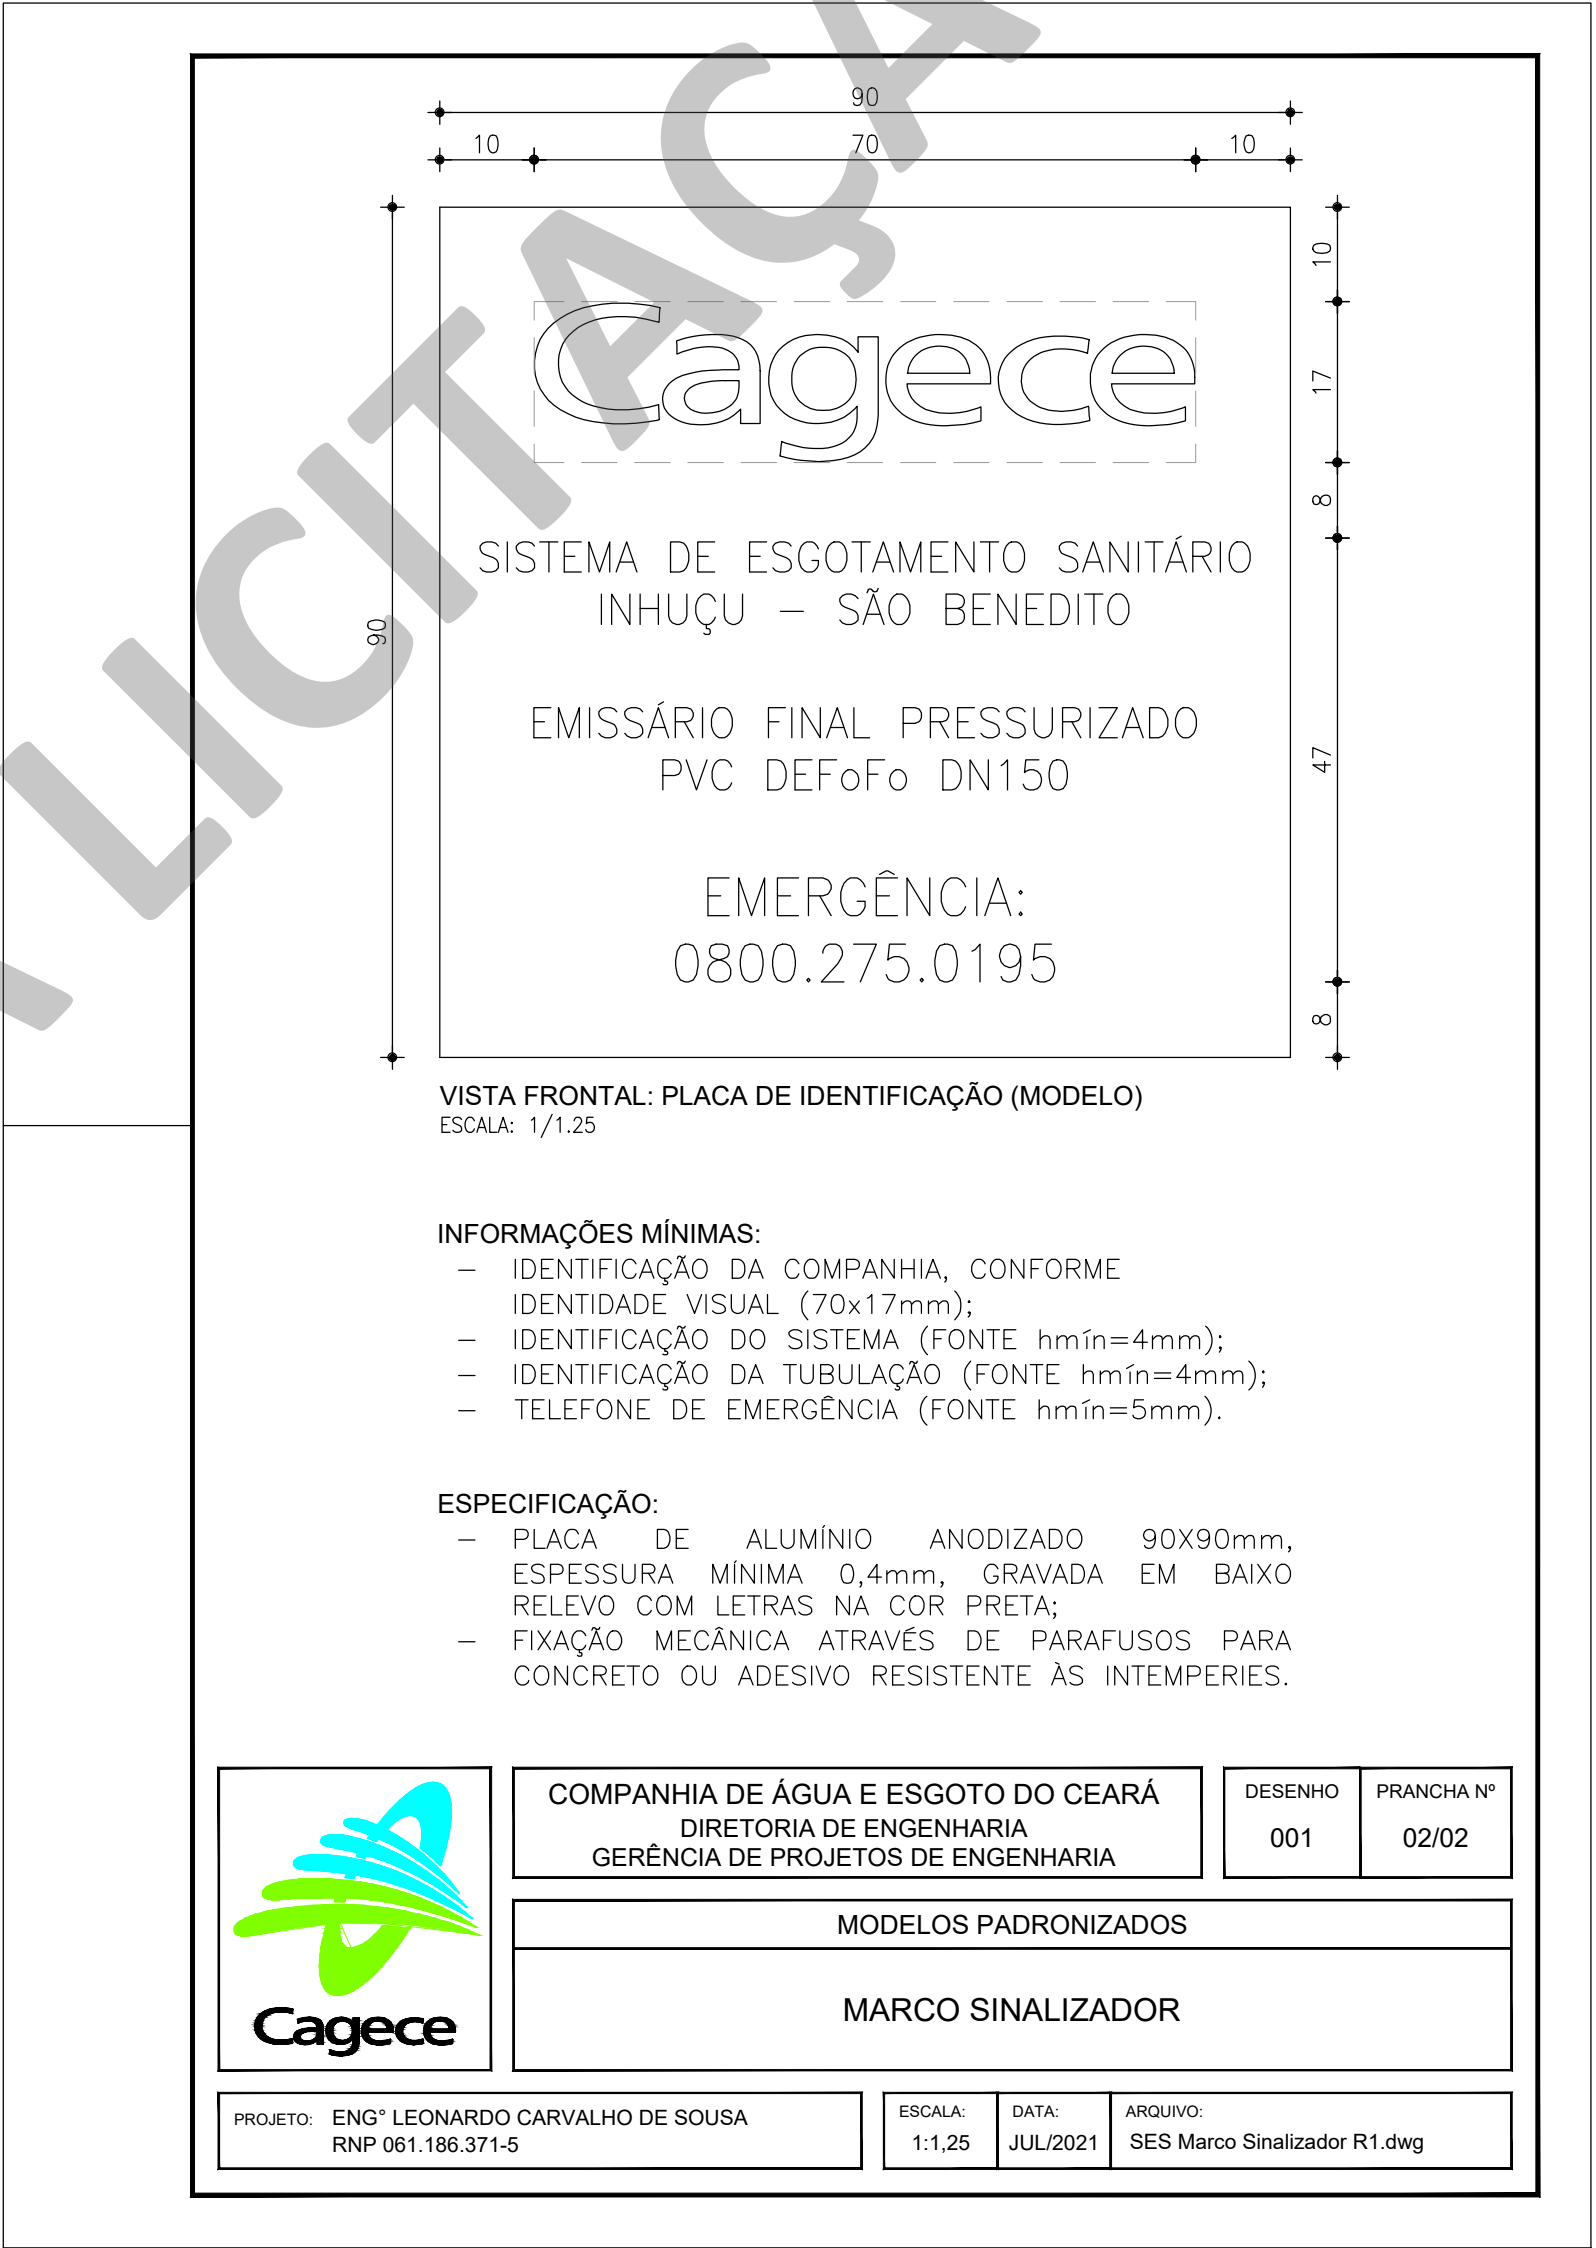 90
10 70 10
10
Cagece
17
8
SISTEMA DE ESGOTAMENTO SANITÁRIO
INHUÇU – SÃO BENEDITO
90
EMISSÁRIO FINAL PRESSURIZADO
PVC DEFoFo DN150
47
EMERGÊNCIA:
0800.275.0195
8
VISTA FRONTAL: PLACA DE IDENTIFICAÇÃO (MODELO)
ESCALA: 1/1.25
INFORMAÇÕES MÍNIMAS:
– IDENTIFICAÇÃO DA COMPANHIA, CONFORME
IDENTIDADE VISUAL (70x17mm);
– IDENTIFICAÇÃO DO SISTEMA (FONTE hmín=4mm);
– IDENTIFICAÇÃO DA TUBULAÇÃO (FONTE hmín=4mm);
– TELEFONE DE EMERGÊNCIA (FONTE hmín=5mm).
ESPECIFICAÇÃO:
– PLACA DE ALUMÍNIO ANODIZADO 90X90mm,
ESPESSURA MÍNIMA 0,4mm, GRAVADA EM BAIXO
RELEVO COM LETRAS NA COR PRETA;
– FIXAÇÃO MECÂNICA ATRAVÉS DE PARAFUSOS PARA
CONCRETO OU ADESIVO RESISTENTE ÀS INTEMPERIES.
Cagece
COMPANHIA DE ÁGUA E ESGOTO DO CEARÁ
DIRETORIA DE ENGENHARIA
GERÊNCIA DE PROJETOS DE ENGENHARIA
DESENHO
001
PRANCHA Nº
02/02
MODELOS PADRONIZADOS
MARCO SINALIZADOR
PROJETO: ENG° LEONARDO CARVALHO DE SOUSA
RNP 061.186.371-5
ESCALA:
1:1,25
DATA:
JUL/2021
ARQUIVO:
SES Marco Sinalizador R1.dwg
LICITAÇÃ